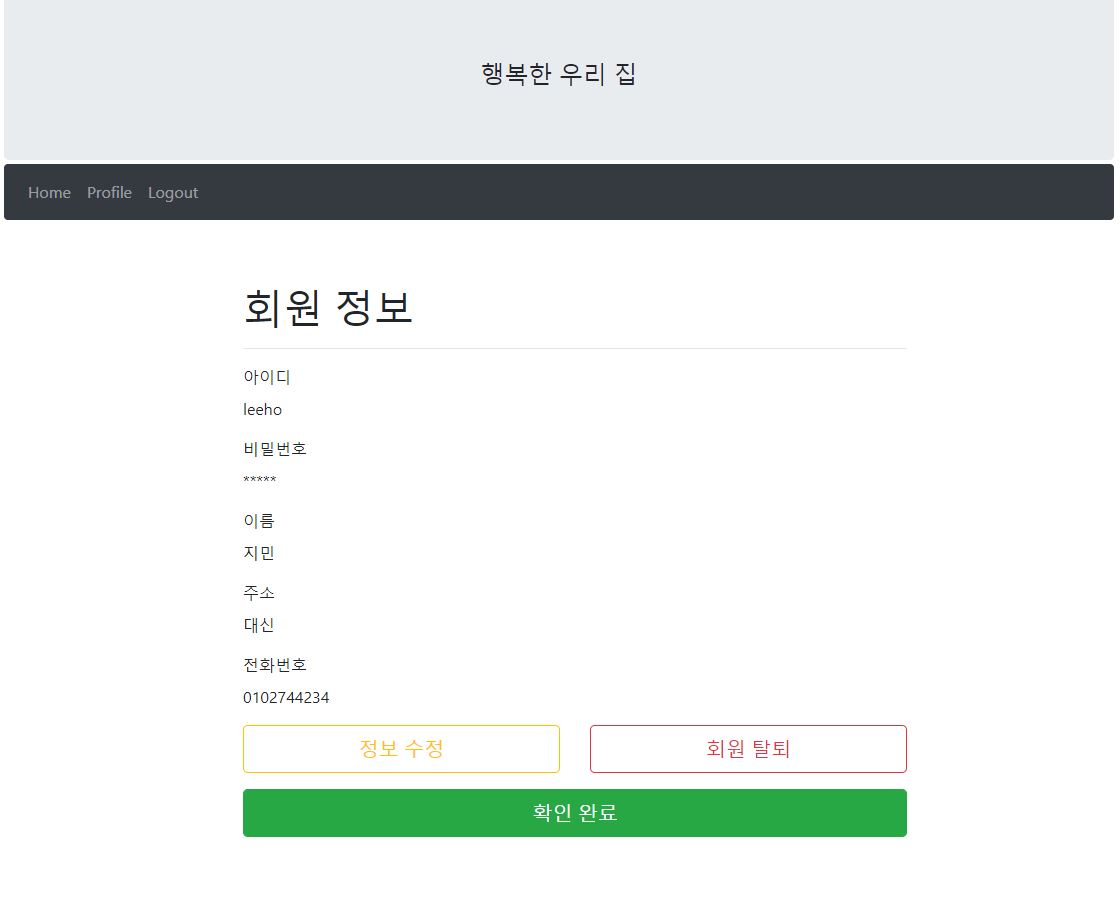 행복한 우리 집
Home Profile Logout
회원 정보
아이디
leeho
비밀번호
*****
이름
지민
주소
대신
전화번호
0102744234
정보 수정 회원 탈퇴
확인 완료